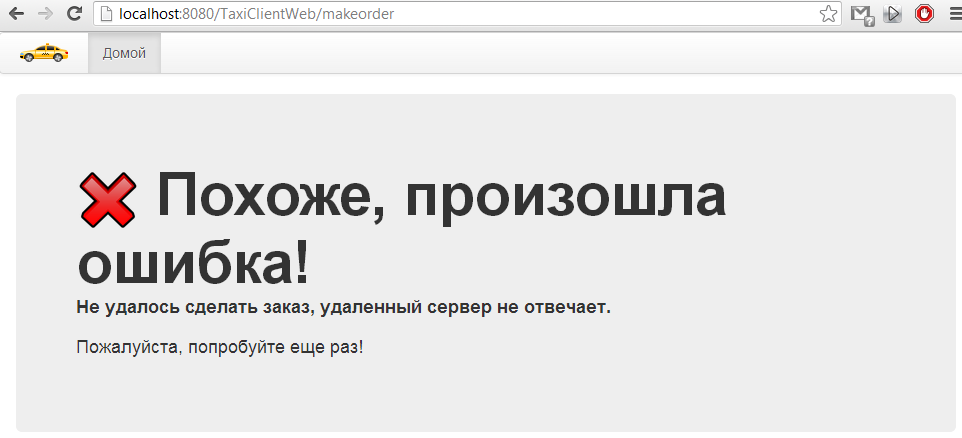 localhost:8080/TaxiClientWeb/makeorder
Домой
Похоже, произошла
ошибка!
Не удалось сделать заказ, удаленный сервер не отвечает.
Пожалуйста, попробуйте еще раз!